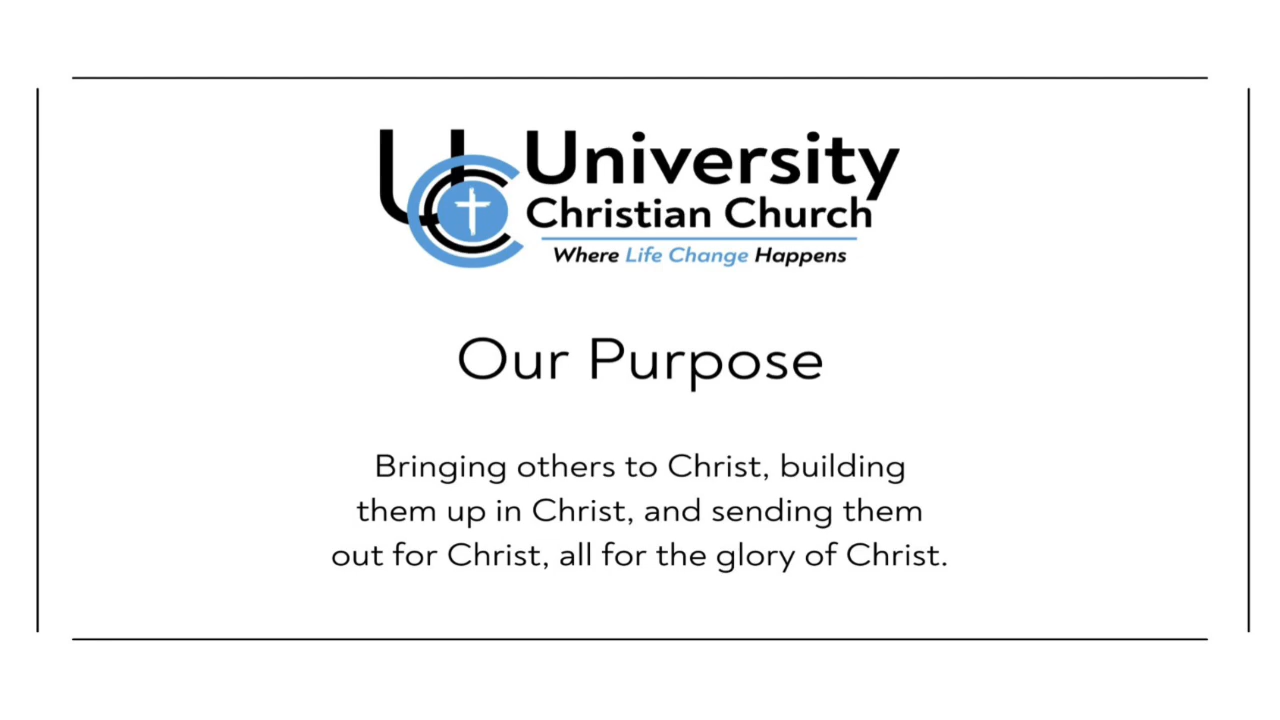 University
Christian Church
Where Life Change Happens
Our Purpose
Bringing others to Christ, building
them up in Christ, and sending them
out for Christ, all for the glory of Christ.